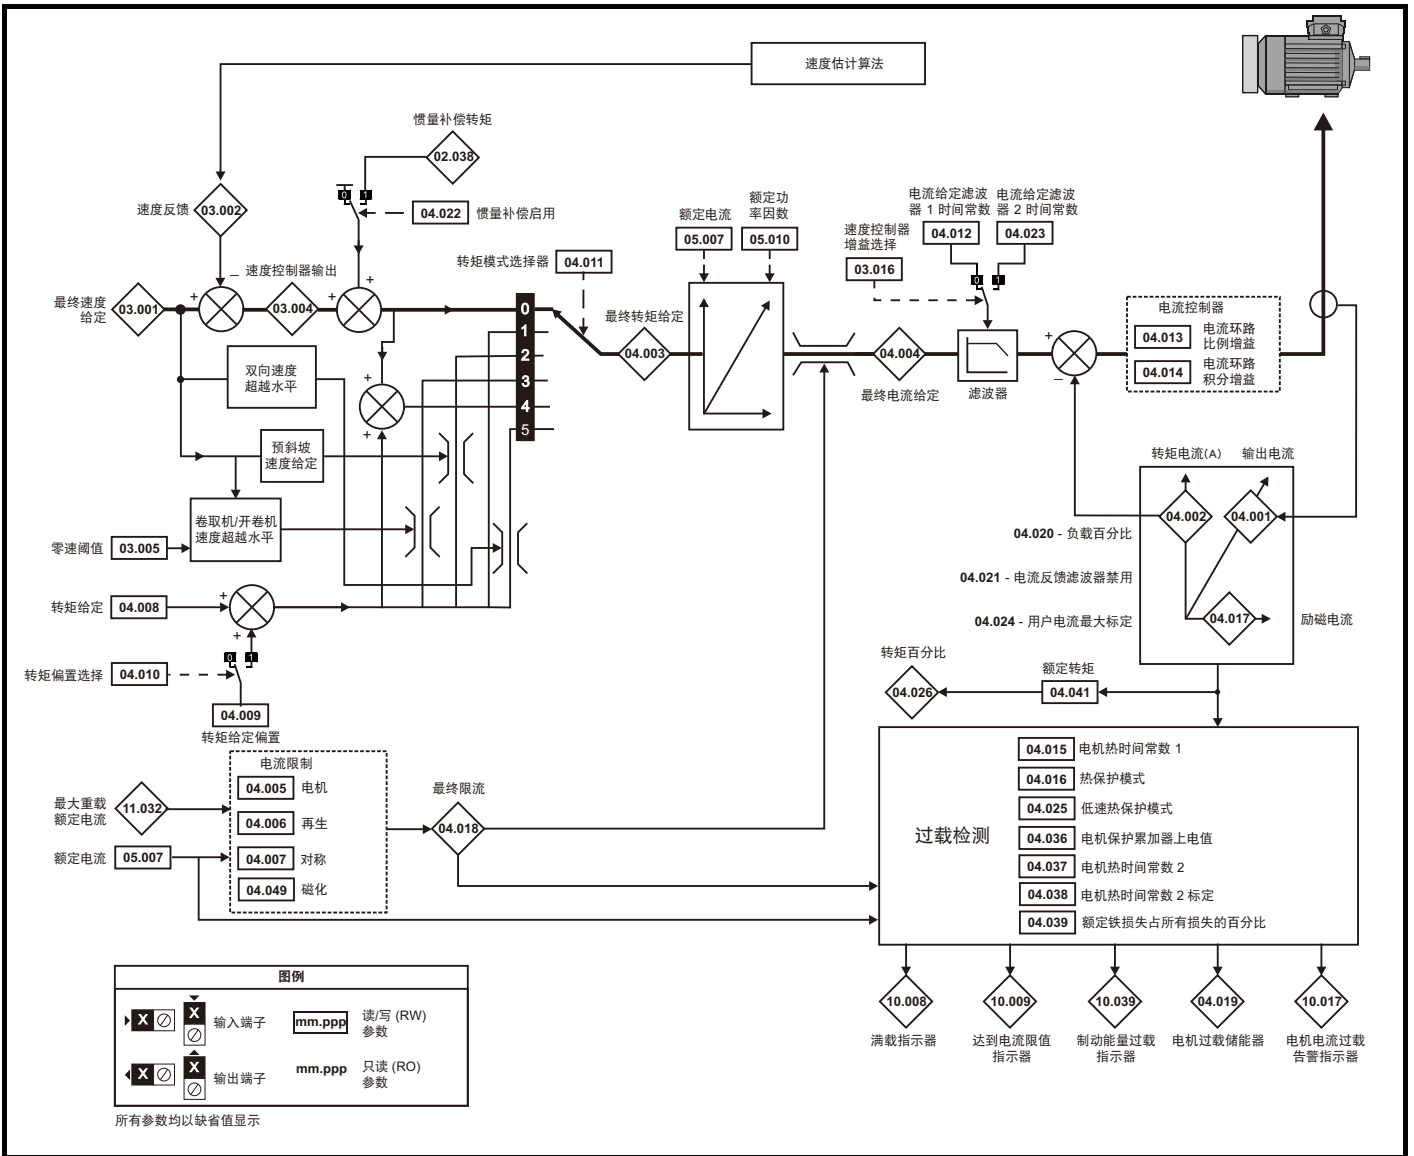 速度估计算法
惯量补偿转矩
02.038
0 1
04.022 惯量补偿启用
速度反馈
03.002
速度控制器输出
最终速度
给定
03.001
03.004
转矩模式选择器
04.011
0
1
2
3
4
5
双向速度
超越水平
预斜坡
速度给定
卷取机/开卷机
速度超越水平
零速阈值
03.005
转矩给定
04.008
0 1
转矩偏置选择
04.010
04.009
转矩给定偏置
最终转矩给定
04.003
额定电流
05.007
额定功
率因数
05.010
速度控制器
增益选择
03.016
电流给定滤波
器 1 时间常数
04.012
电流给定滤波
器 2 时间常数
04.023
0 1
04.004
最终电流给定
滤波器
电流控制器
04.013
电流环路
比例增益
04.014
电流环路
积分增益
转矩电流(A)
输出电流
04.002
04.001
04.017
励磁电流
04.020 - 负载百分比
04.021 - 电流反馈滤波器禁用
04.024 - 用户电流最大标定
转矩百分比
04.026
额定转矩
04.041
电流限制
04.005 电机
04.006 再生
04.007 对称
04.049 磁化
最大重载
额定电流
11.032
额定电流
05.007
最终限流
04.018
过载检测
04.015 电机热时间常数 1
04.016 热保护模式
04.025 低速热保护模式
04.036 电机保护累加器上电值
04.037 电机热时间常数 2
04.038 电机热时间常数 2 标定
04.039 额定铁损失占所有损失的百分比
10.008
满载指示器
10.009
达到电流限值
指示器
10.039
制动能量过载
指示器
04.019
电机过载储能器
10.017
电机电流过载
告警指示器
图例
X
X
输入端子
mm.ppp
读/写 (RW)
参数
X
X
输出端子
mm.ppp
只读 (RO)
参数
所有参数均以缺省值显示